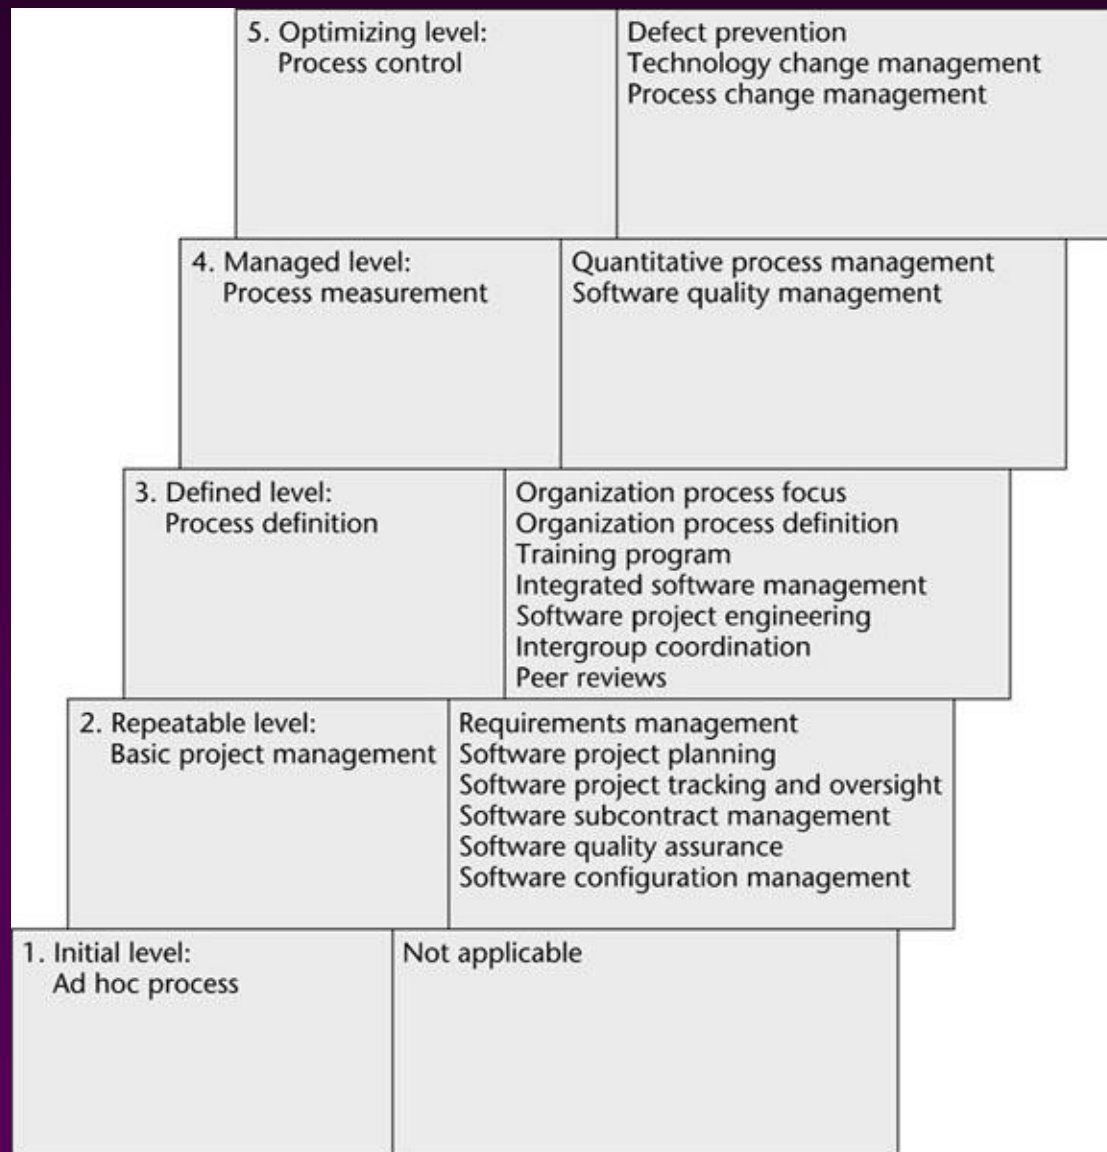 5. Optimizing level:
Process control
Defect prevention
Technology change management
Process change management
4. Managed level:
Process measurement
Quantitative process management
Software quality management
3. Defined level:
Process definition
Organization process focus
Organization process definition
Training program
Integrated software management
Software project engineering
Intergroup coordination
Peer reviews
2. Repeatable level:
Basic project management
Requirements management
Software project planning
Software project tracking and oversight
Software subcontract management
Software quality assurance
Software configuration management
1. Initial level:
Ad hoc process
Not applicable